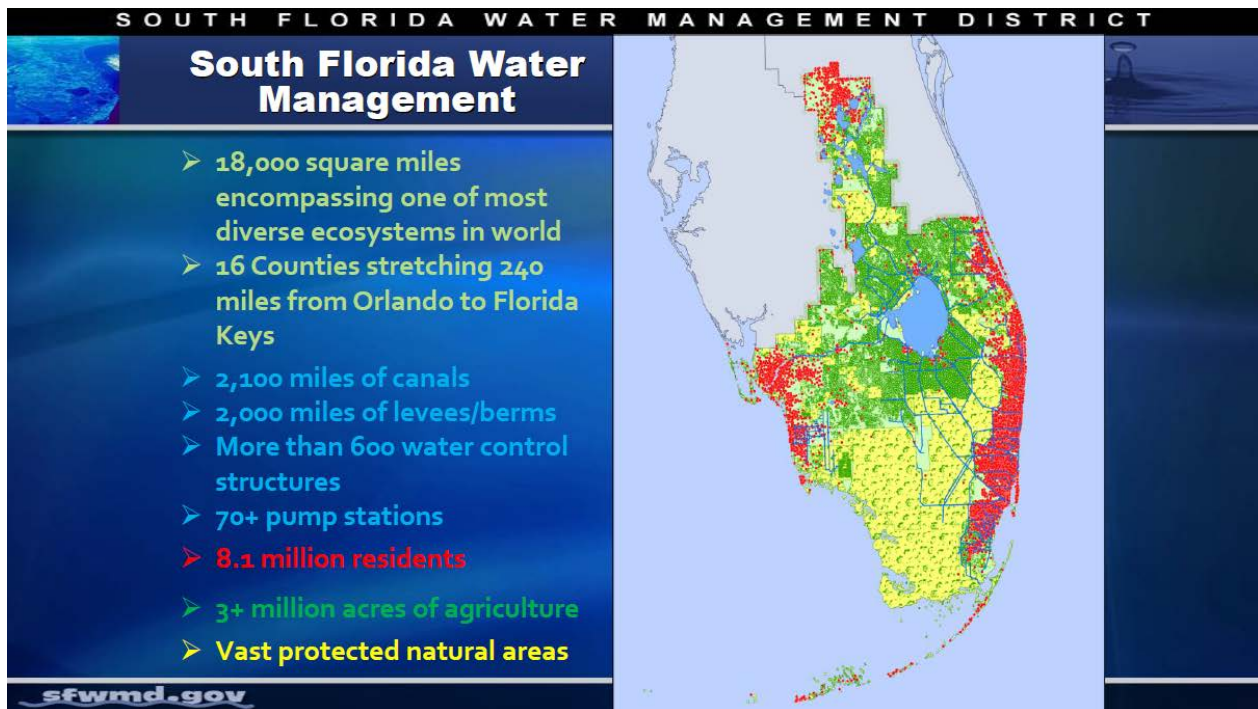 SOUTH FLORIDA WATER MANAGEMENT DISTRICT
South Florida Water
Management
➢ 18,000 square miles
encompassing one of most
diverse ecosystems in world
➢ 16 Counties stretching 240
miles from Orlando to Florida
Keys
➢ 2,100 miles of canals
➢ 2,000 miles of levees/berms
➢ More than 600 water control
structures
➢ 70+ pump stations
➢ 8.1 million residents
➢ 3+ million acres of agriculture
➢ Vast protected natural areas
sfwmd.gov